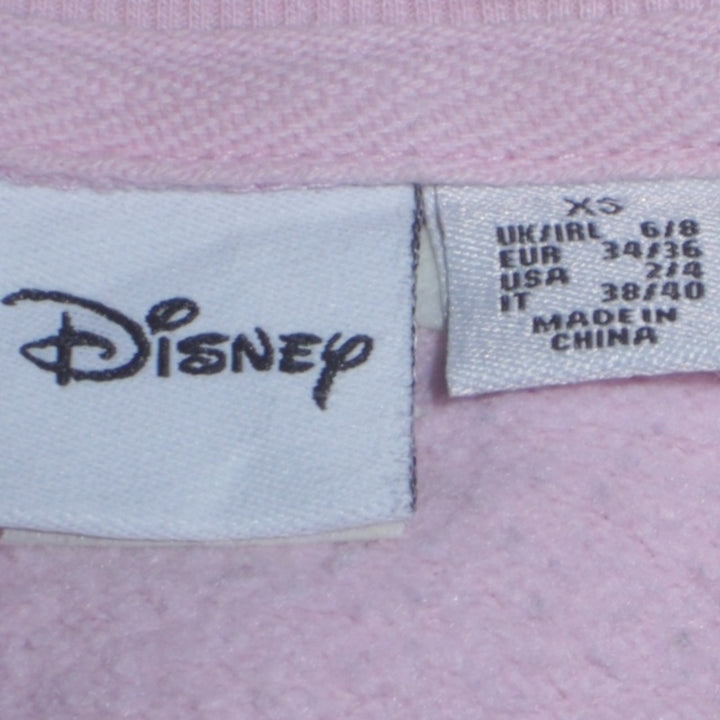 Disney
XS
UK/IRL 6/8
EUR 34/36
USA 2/4
IT 38/40
MADE IN
CHINA